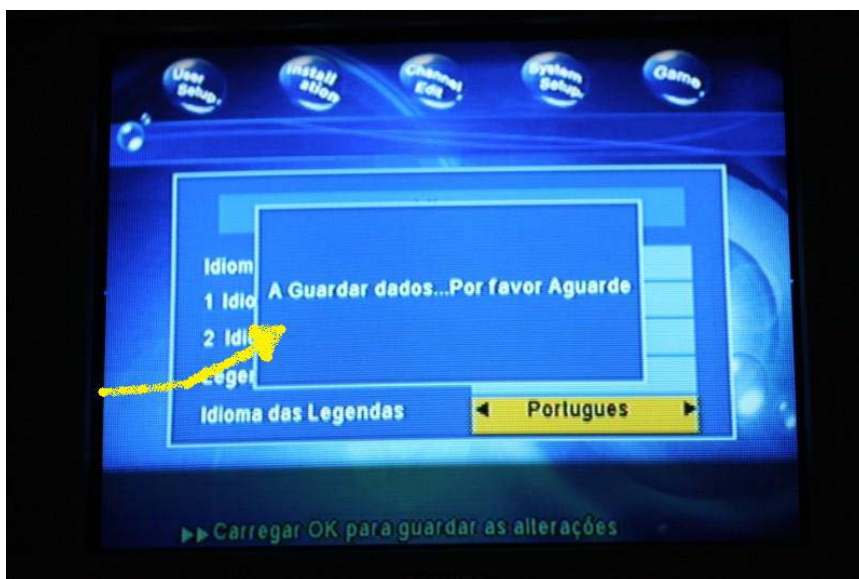 User
Setup.
Install
ation
Channel
Edit
System
Setup.
Game
Idiom
A Guardar dados...Por favor Aguarde
1 Idio
2 Idi
Legen
Idioma das Legendas
Portugues
Carregar OK para guardar as alterações